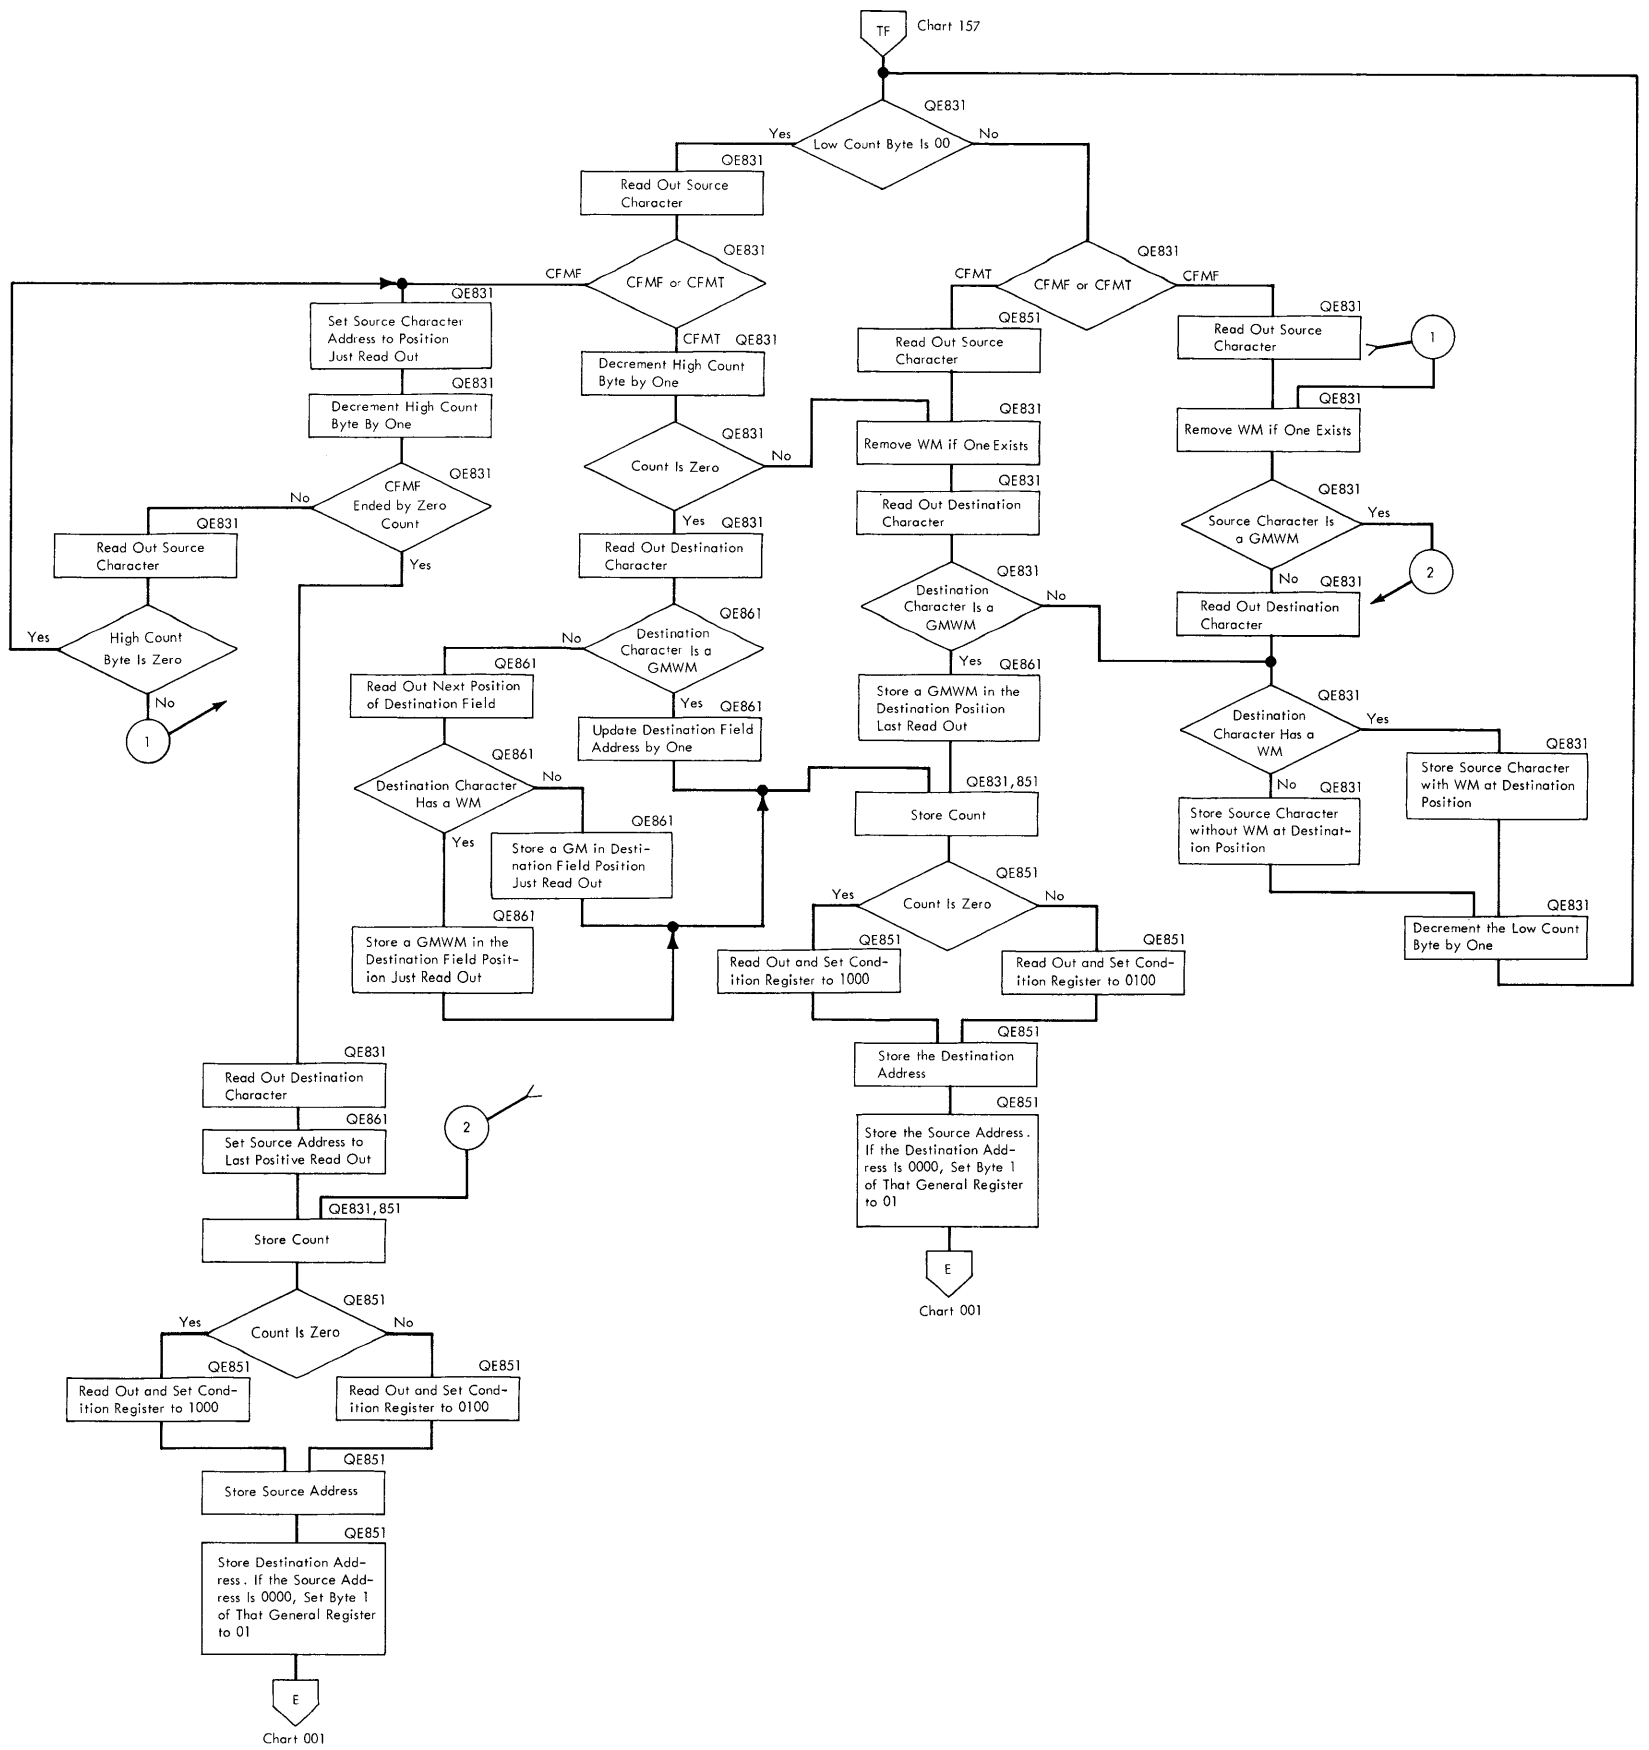 TF
Chart 157
QE831
Low Count Byte Is 00
Yes
No
QE831
Read Out Source
Character
QE831
CFMF or CFMT
CFMF
CFMT
QE831
Set Source Character
Address to Position
Just Read Out
QE831
Decrement High Count
Byte By One
QE831
CFMF
Ended by Zero
Count
No
Yes
QE831
Read Out Source
Character
High Count
Byte Is Zero
Yes
No
1
QE831
Decrement High Count
Byte by One
QE831
Count Is Zero
No
Yes
QE831
Read Out Destination
Character
QE861
Destination
Character Is a
GMWM
No
Yes
QE861
Read Out Next Position
of Destination Field
QE861
Update Destination Field
Address by One
QE861
Destination Character
Has a WM
No
Yes
QE861
Store a GM in Desti-
nation Field Position
Just Read Out
QE861
Store a GMWM in the
Destination Field Posit-
ion Just Read Out
QE831
CFMF or CFMT
CFMT
CFMF
QE851
Read Out Source
Character
QE831
Remove WM if One Exists
QE831
Read Out Destination
Character
QE831
Destination
Character Is a
GMWM
No
Yes
QE861
Store a GMWM in the
Destination Position
Last Read Out
QE831,851
Store Count
QE851
Count Is Zero
Yes
No
QE851
Read Out and Set Cond-
ition Register to 1000
QE851
Read Out and Set Cond-
ition Register to 0100
QE851
Store the Destination
Address
QE851
Store the Source Address.
If the Destination Add-
ress Is 0000, Set Byte 1
of That General Register
to 01
E
Chart 001
QE831
Read Out Source
Character
1
QE831
Remove WM if One Exists
QE831
Source Character Is
a GMWM
Yes
No
2
QE831
Read Out Destination
Character
QE831
Destination
Character Has a
WM
Yes
No
QE831
Store Source Character
with WM at Destination
Position
QE831
Store Source Character
without WM at Destinat-
ion Position
QE831
Decrement the Low Count
Byte by One
QE831
Read Out Destination
Character
QE861
Set Source Address to
Last Positive Read Out
2
QE831,851
Store Count
QE851
Count Is Zero
Yes
No
QE851
Read Out and Set Cond-
ition Register to 1000
QE851
Read Out and Set Cond-
ition Register to 0100
QE851
Store Source Address
QE851
Store Destination Add-
ress. If the Source Add-
ress Is 0000, Set Byte 1
of That General Register
to 01
E
Chart 001